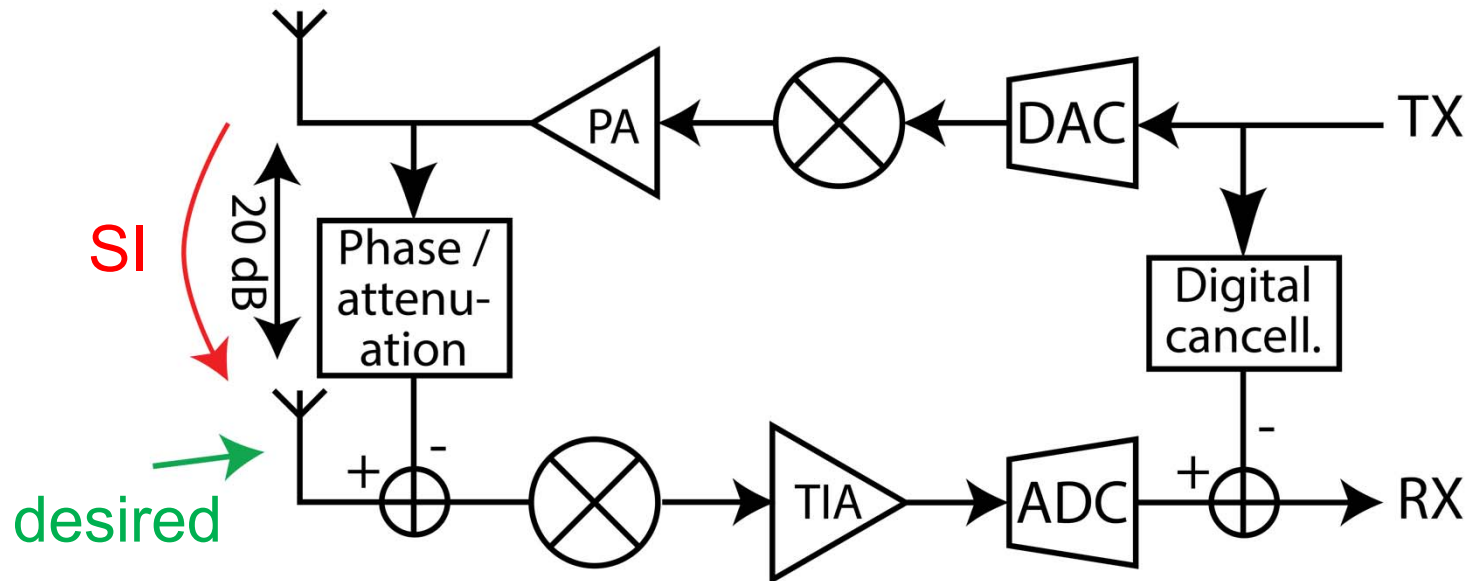 PA
DAC
TX
SI
20 dB
Phase /
attenu-
ation
Digital
cancell.
desired
+
-
TIA
ADC
+
-
RX